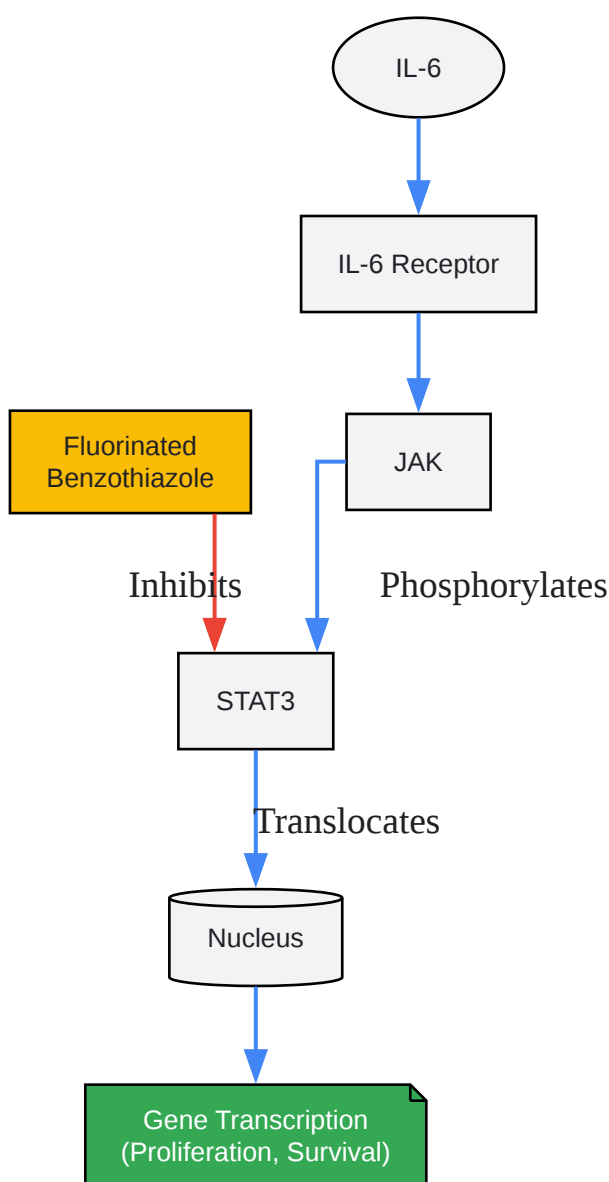 IL-6
IL-6 Receptor
Fluorinated
Benzothiazole
JAK
Inhibits
Phosphorylates
STAT3
Translocates
Nucleus
Gene Transcription
(Proliferation, Survival)